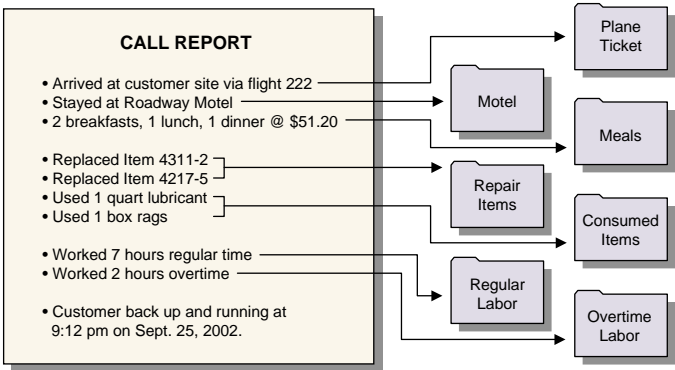 CALL REPORT
• Arrived at customer site via flight 222
• Stayed at Roadway Motel
• 2 breakfasts, 1 lunch, 1 dinner @ $51.20
• Replaced Item 4311-2
• Replaced Item 4217-5
• Used 1 quart lubricant
• Used 1 box rags
• Worked 7 hours regular time
• Worked 2 hours overtime
• Customer back up and running at
9:12 pm on Sept. 25, 2002.
Plane
Ticket
Motel
Meals
Repair
Items
Consumed
Items
Regular
Labor
Overtime
Labor